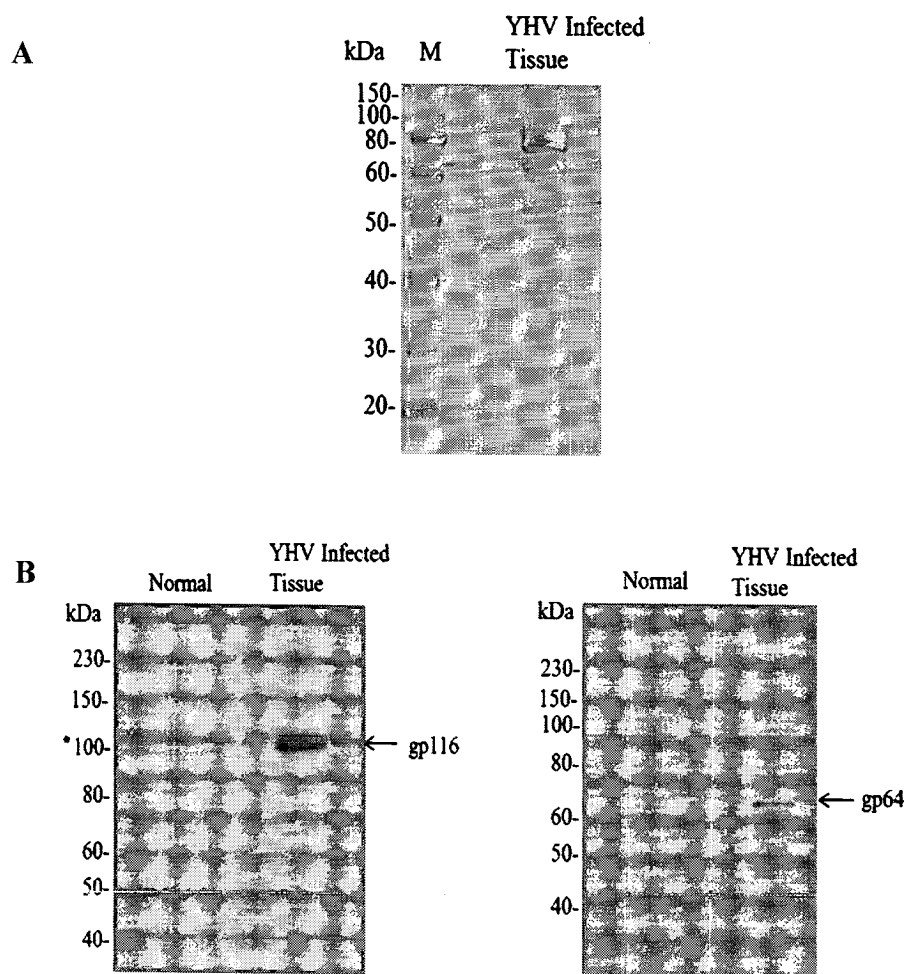 A
kDa
M
YHV Infected
Tissue
150-
100-
80-
60-
50-
40-
30-
20-
B
Normal
YHV Infected
Tissue
kDa
230-
150-
100-
80-
60-
50-
40-
gp116
Normal
YHV Infected
Tissue
kDa
230-
150-
100-
80-
60-
50-
40-
gp64